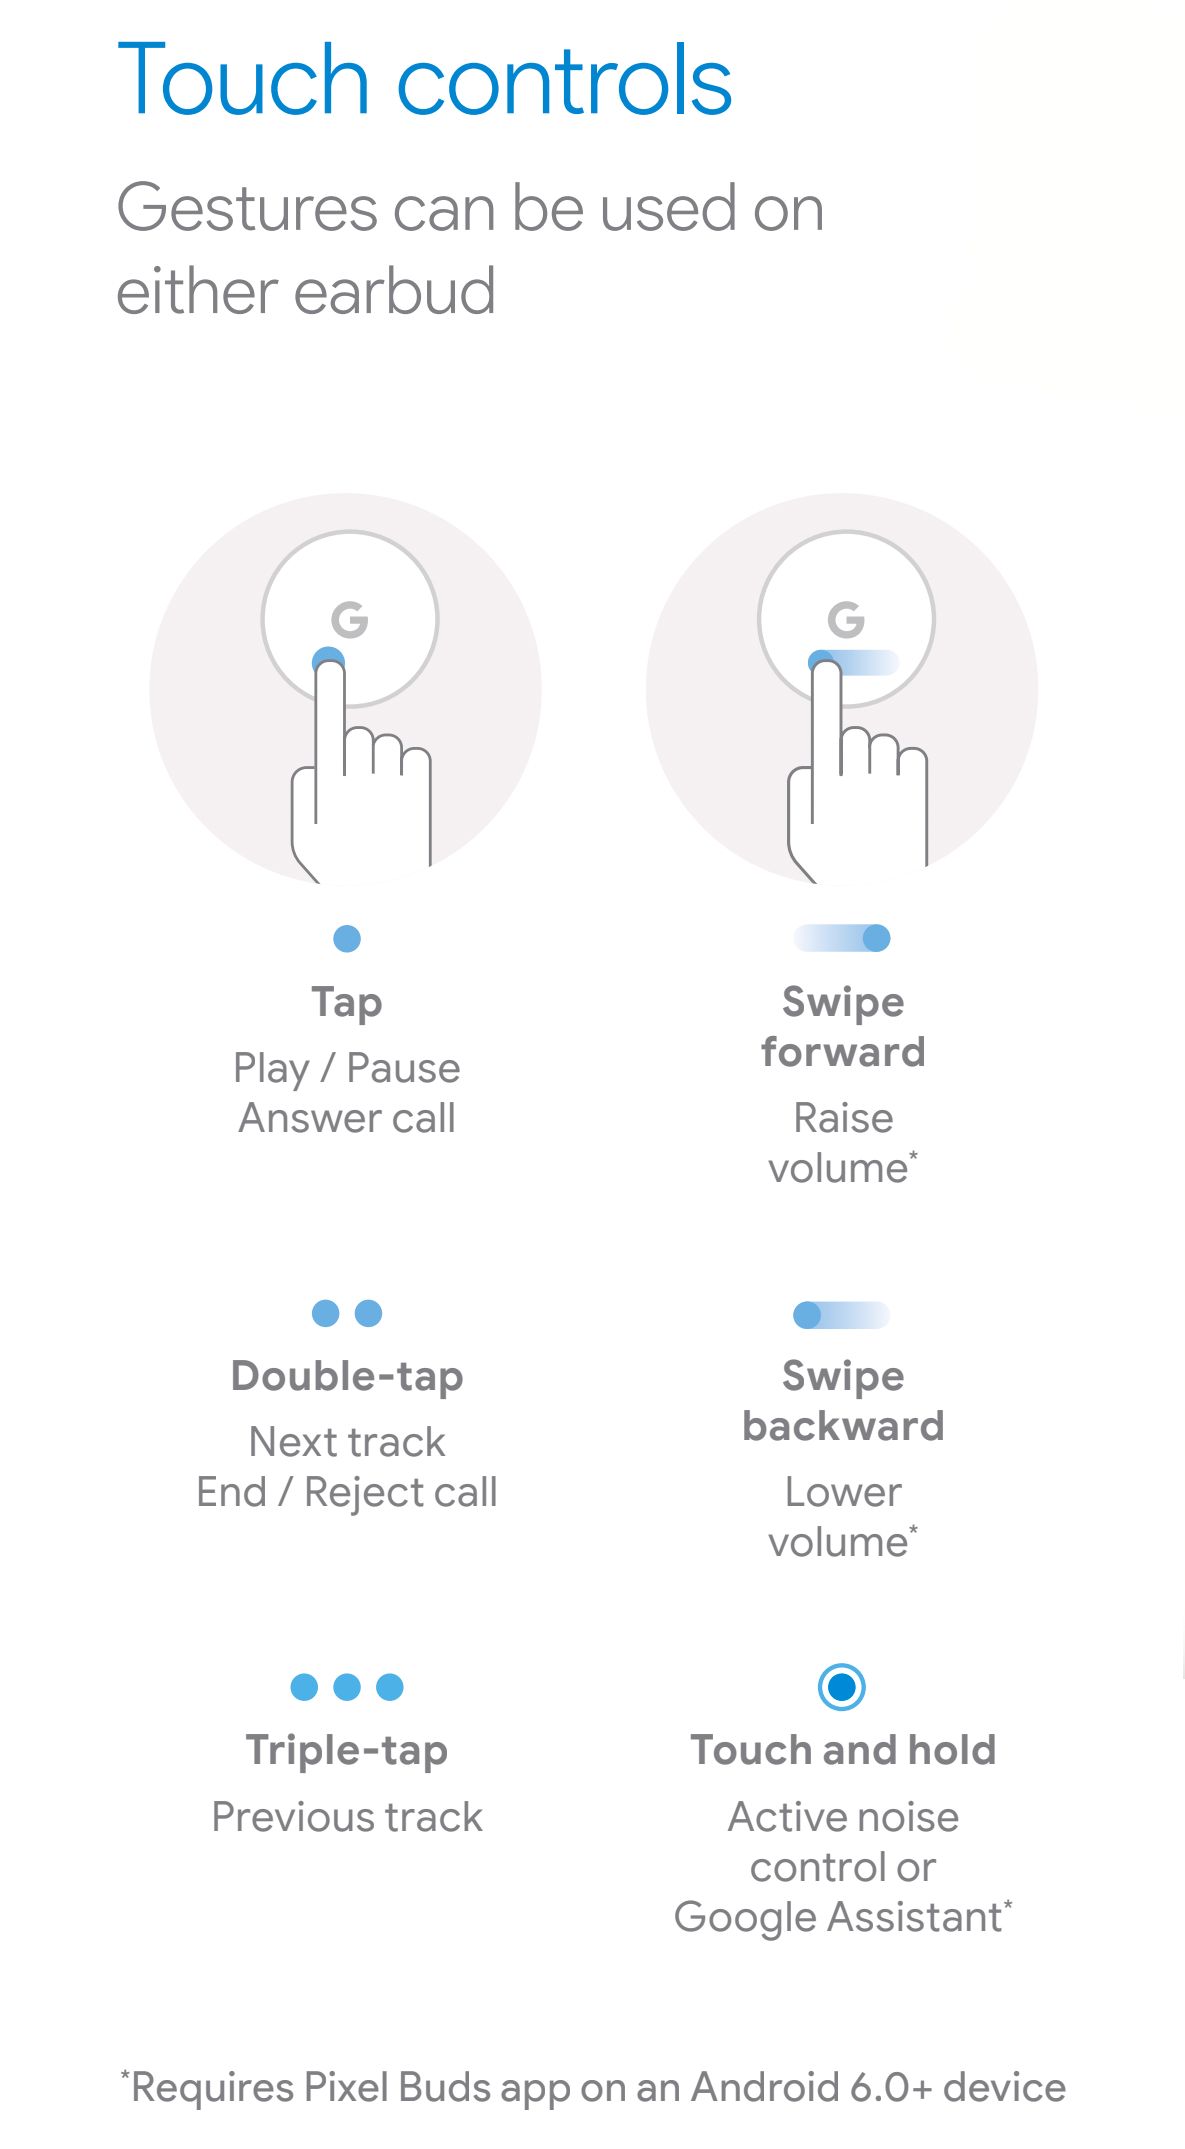 Touch controls
Gestures can be used on
either earbud
G
G
Tap
Play / Pause
Answer call
Swipe
forward
Raise
volume*
Double-tap
Next track
End / Reject call
Swipe
backward
Lower
volume*
Triple-tap
Previous track
Touch and hold
Active noise
control or
Google Assistant*
*Requires Pixel Buds app on an Android 6.0+ device